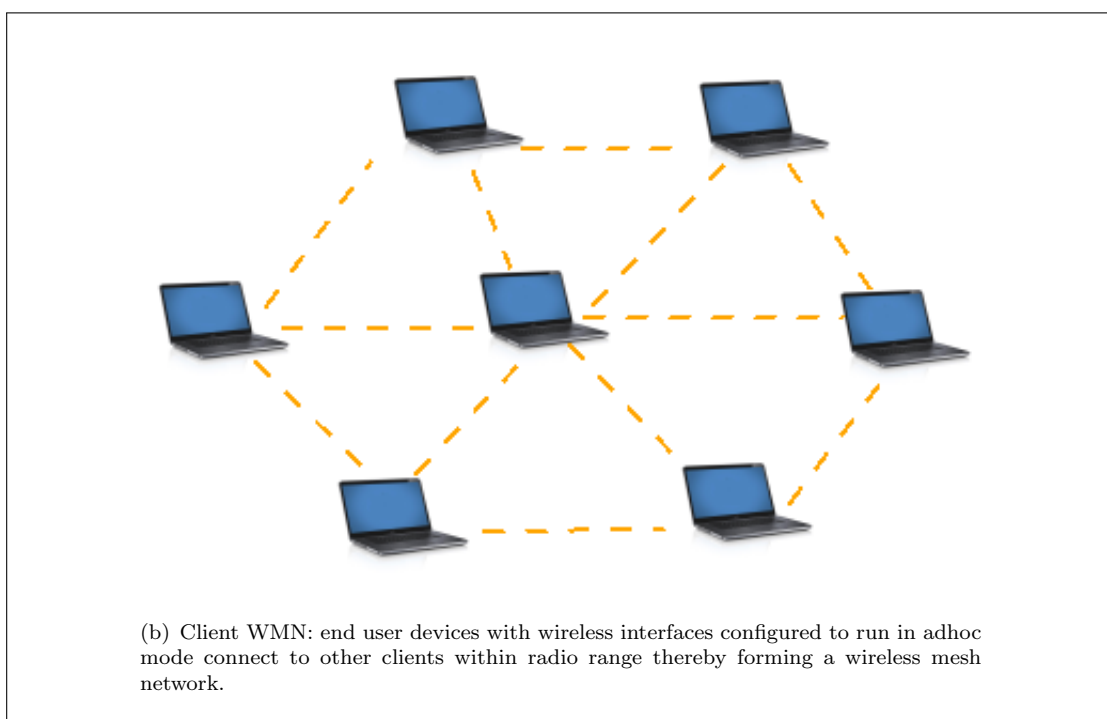 (b) Client WMN: end user devices with wireless interfaces configured to run in adhoc
mode connect to other clients within radio range thereby forming a wireless mesh
network.